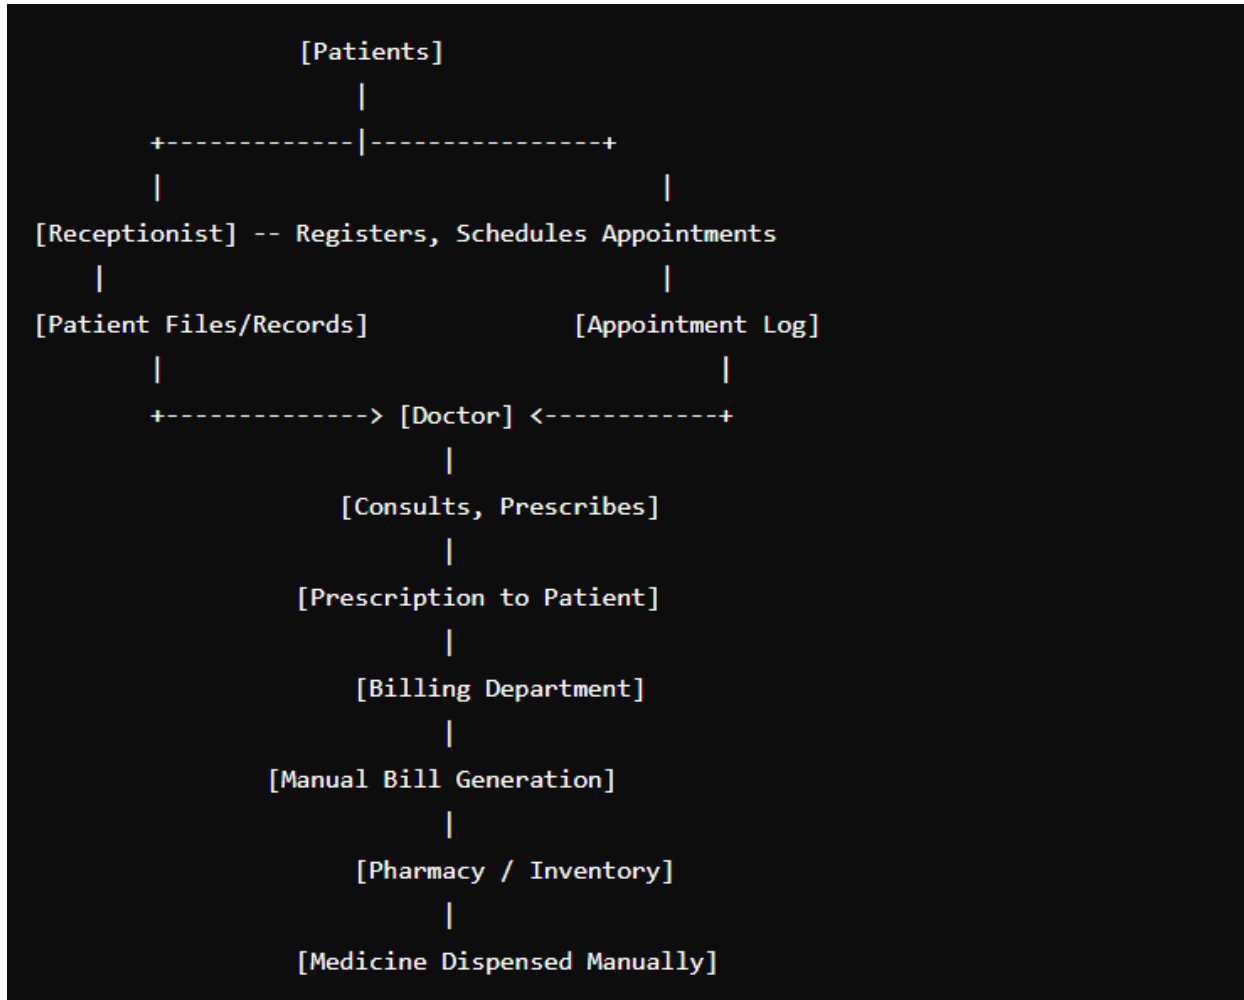 [Patients]
|
+-------------|----------------+
| |
[Receptionist] -- Registers, Schedules Appointments
| |
[Patient Files/Records] [Appointment Log]
| |
+--------------> [Doctor] <------------+
|
[Consults, Prescribes]
|
[Prescription to Patient]
|
[Billing Department]
|
[Manual Bill Generation]
|
[Pharmacy / Inventory]
|
[Medicine Dispensed Manually]